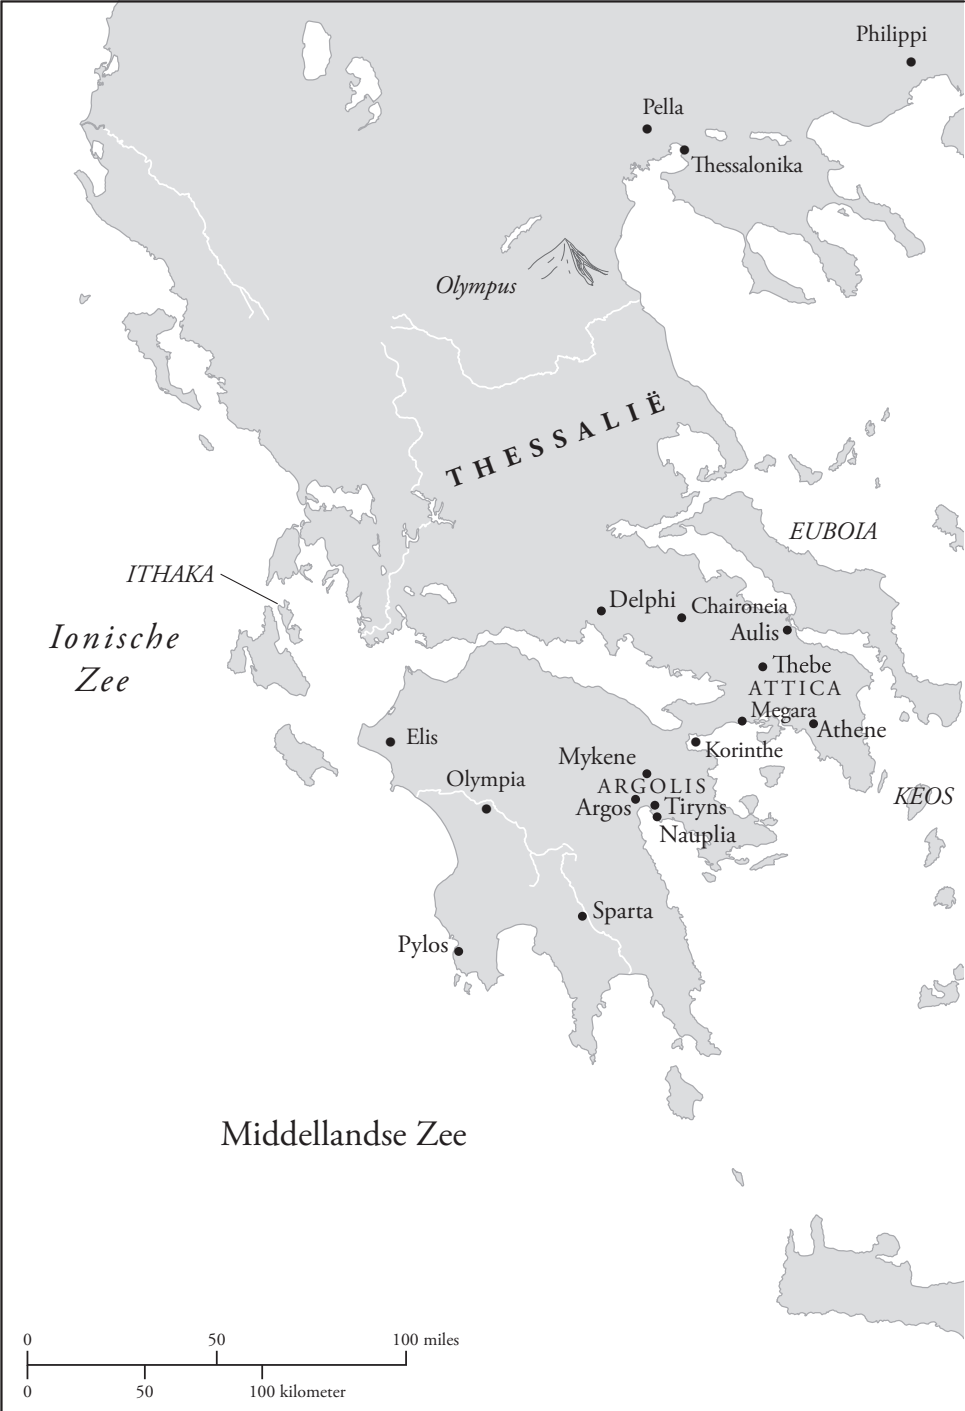 Philippi
Pella
Thessalonika
Olympus
THESSALIË
EUBOIA
ITHAKA
Ionische
Zee
Delphi
Chaironeia
Aulis
Thebe
ATTICA
Megara
Athene
Elis
Korinthe
Mykene
Olympia
ARGOLIS
KEOS
Argos
Tiryns
Nauplia
Sparta
Pylos
Middellandse Zee
0 50 100 miles
0 50 100 kilometer